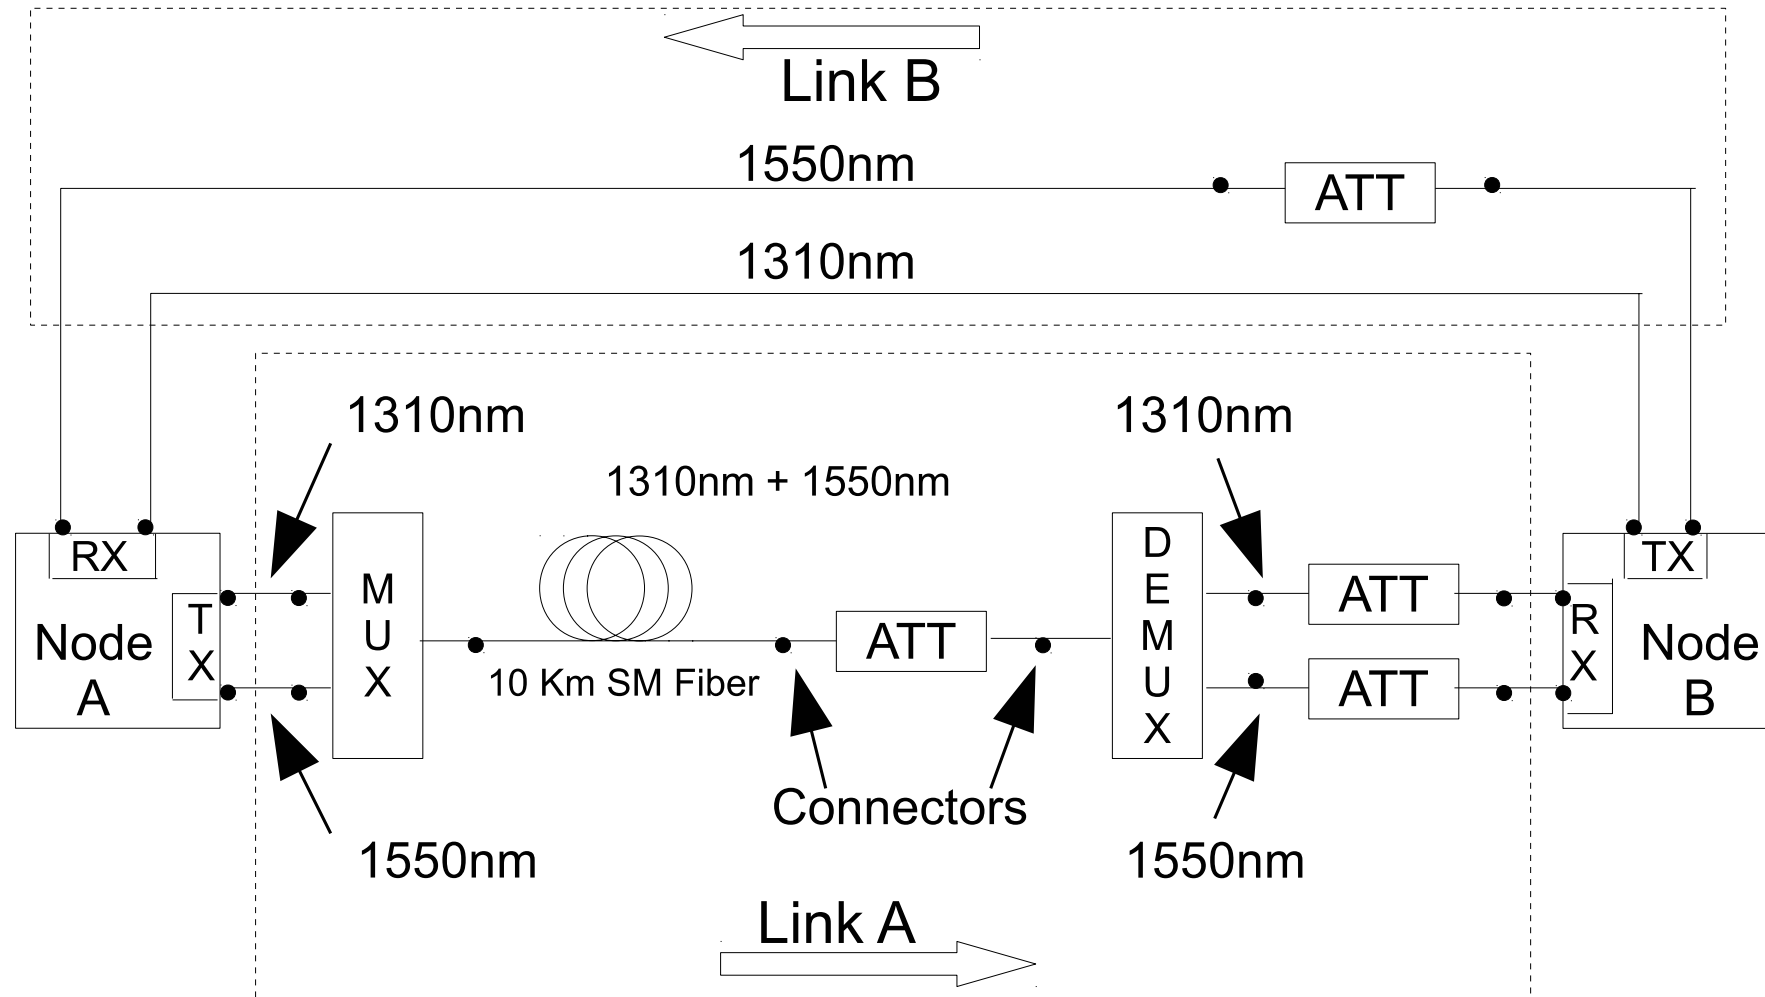 Link B
1550nm
ATT
1310nm
1310nm
1310nm
1310nm + 1550nm
RX
TX
Node
A
T
X
M
U
X
10 Km SM Fiber
ATT
D
E
M
U
X
ATT
ATT
R
X
Node
B
Connectors
1550nm
1550nm
Link A